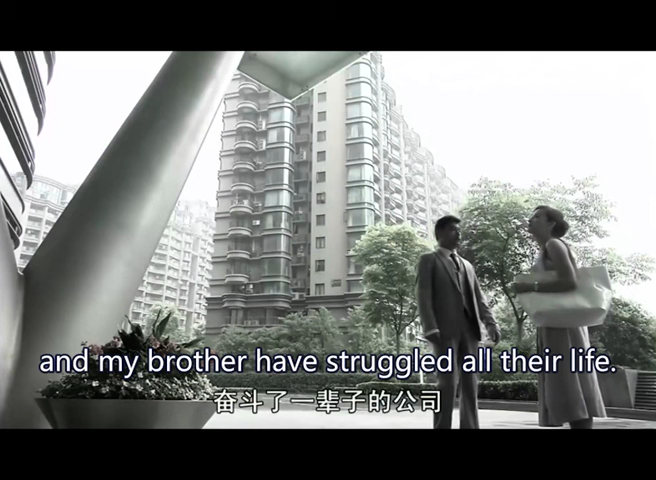 and my brother have struggled all their life.
奋斗了一辈子的公司